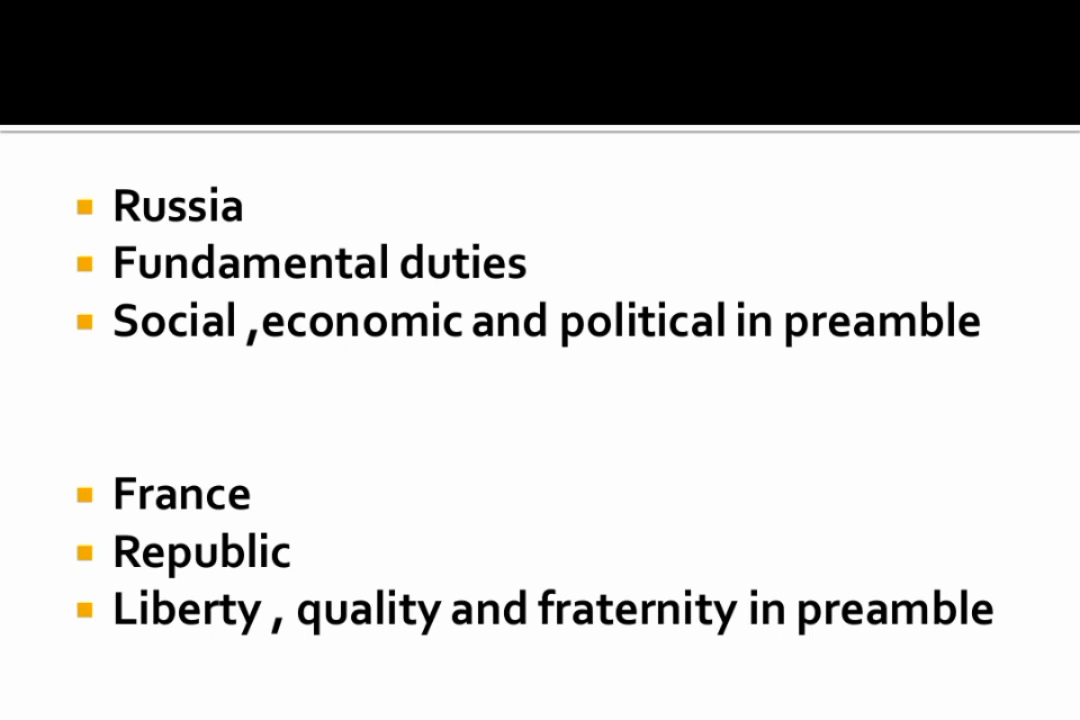 Russia
Fundamental duties
Social ,economic and political in preamble
France
Republic
Liberty , quality and fraternity in preamble